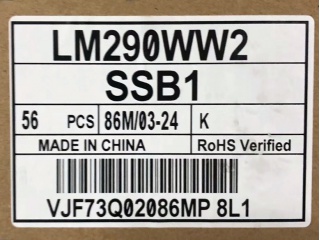 LM290WW2
SSB1
56 PCS 86M/03-24 K
MADE IN CHINA RoHS Verified
VJF73Q02086MP 8L1